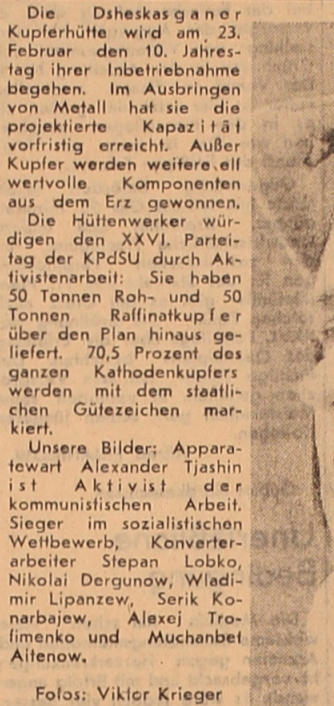 Die Dsheskasganer
Kupferhütte wird am 23.
Februar den 10. Jahres-
tag ihrer Inbetriebnahme
begehen. Im Ausbringen
von Metall hat sie die
projektierte Kapazität
vorfristig erreicht. Außer
Kupfer werden weitere elf
wertvolle Komponenten
aus dem Erz gewonnen.
Die Hüttenwerker wür-
digen den XXVI. Partei-
tag der KPdSU durch Ak-
tivistenarbeit: Sie haben
50 Tonnen Roh- und 50
Tonnen Raffinatkupfer
über den Plan hinaus ge-
liefert. 70,5 Prozent des
ganzen Kathodenkupfers
werden mit dem staatli-
chen Gütezeichen mar-
kiert.
Unsere Bilder: Appara-
tewart Alexander Tjashin
ist Aktivist der
kommunistischen Arbeit.
Sieger im sozialistischen
Wettbewerb, Konverter-
arbeiter Stepan Lobko,
Nikolai Dergunow, Wladi-
mir Lipanzew, Serik Ko-
narbajew, Alexej Tro-
fimenko und Muchanbet
Aitenow.
Fotos: Viktor Krieger